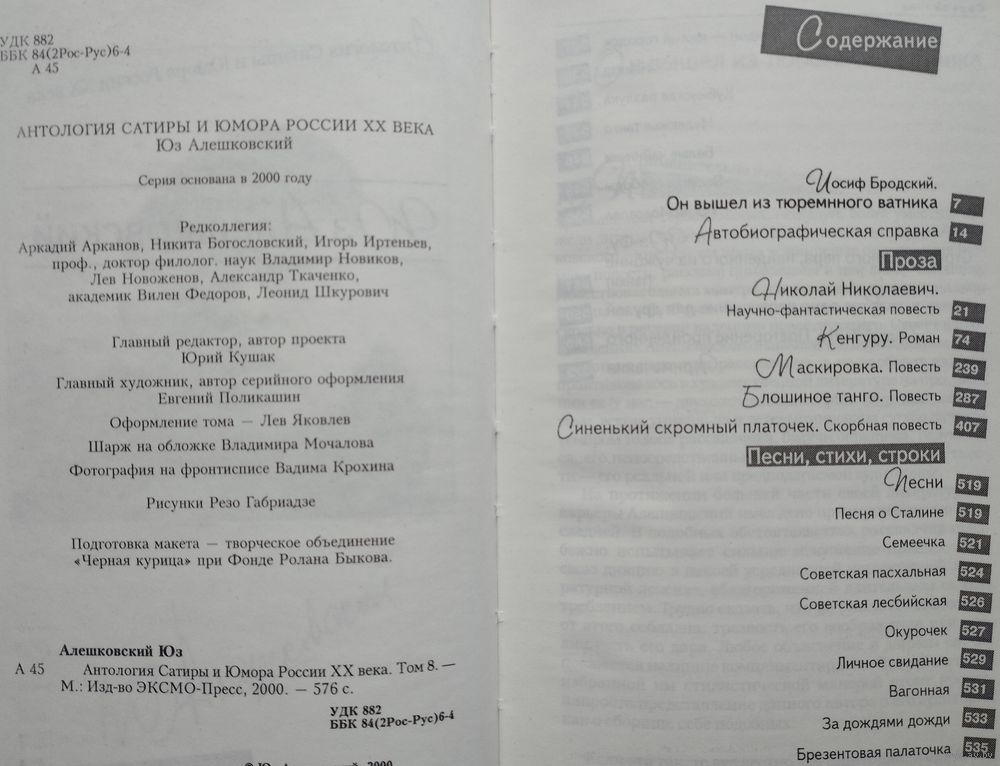 УДК 882
ББК 84(2Рос-Рус)6-4
А 45
АНТОЛОГИЯ САТИРЫ И ЮМОРА РОССИИ XX ВЕКА
Юз Алешковский
Серия основана в 2000 году
Редколлегия:
Аркадий Арканов, Никита Богословский, Игорь Иртеньев,
проф., доктор филолог. наук Владимир Новиков,
Лев Новоженов, Александр Ткаченко,
академик Вилен Федоров, Леонид Шкурович
Главный редактор, автор проекта
Юрий Кушак
Главный художник, автор серийного оформления
Евгений Поликашин
Оформление тома — Лев Яковлев
Шарж на обложке Владимира Мочалова
Фотография на фронтисписе Вадима Крохина
Рисунки Резо Габриадзе
Подготовка макета — творческое объединение
«Черная курица» при Фонде Ролана Быкова.
Алешковский Юз
А 45 Антология Сатиры и Юмора России XX века. Том 8. —
М.: Изд-во ЭКСМО-Пресс, 2000. — 576 с.
УДК 882
ББК 84(2Рос-Рус)6-4
Содержание
Иосиф Бродский.
Он вышел из тюремнного ватника 7
Автобиографическая справка 14
Проза
Николай Николаевич.
Научно-фантастическая повесть 21
Кенгуру. Роман 74
Маскировка. Повесть 239
Блошиное танго. Повесть 287
Синенький скромный платочек. Скорбная повесть 407
Песни, стихи, строки
Песни 519
Песня о Сталине 519
Семеечка 521
Советская пасхальная 524
Советская лесбийская 526
Окурочек 527
Личное свидание 529
Вагонная 531
За дождями дожди 533
Брезентовая палаточка 535